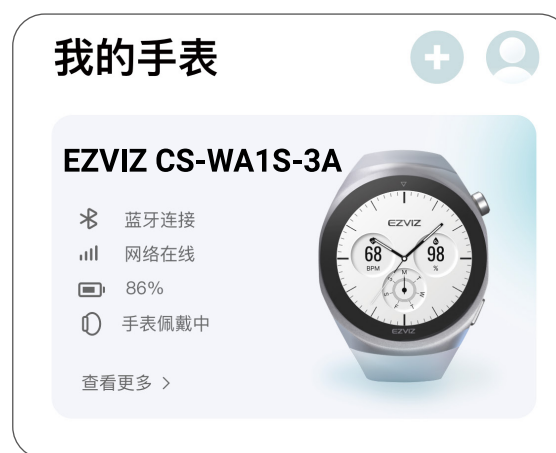 我的手表
EZVIZ CS-WA1S-3A
蓝牙连接
网络在线
86%
手表佩戴中
查看更多 >
EZVIZ
68
BPM
98
%
M
EZVIZ